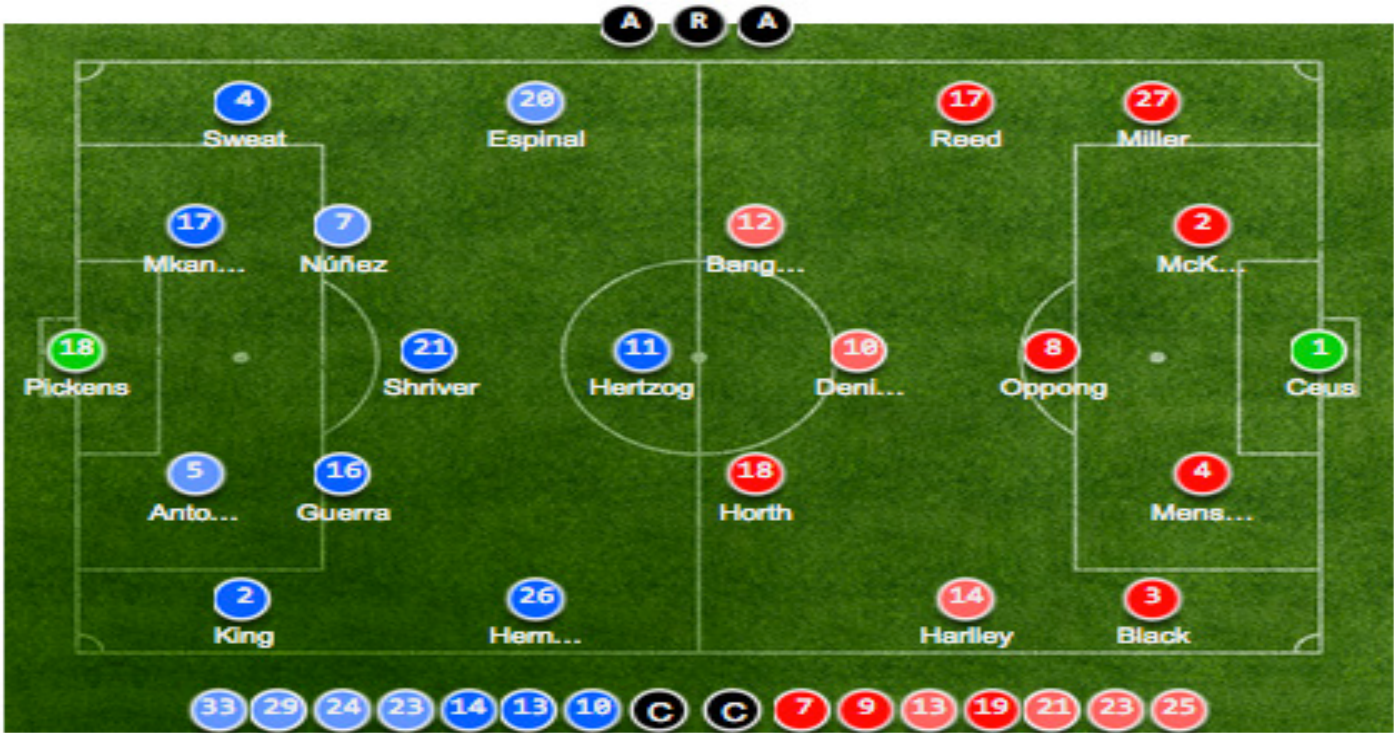 A R A
4 20 17 27
Sweat Espinal Reed Miller
17 7 12 2
Mkan... Núñez Bang... McK...
18 21 11 10 8 1
Pickens Shriver Hertzog Deni... Oppong Ceus
5 16 18 4
Anto... Guerra Horth Mens...
2 26 14 3
King Hern... Harlley Black
33 29 24 23 14 13 10 C C 7 9 13 19 21 23 25